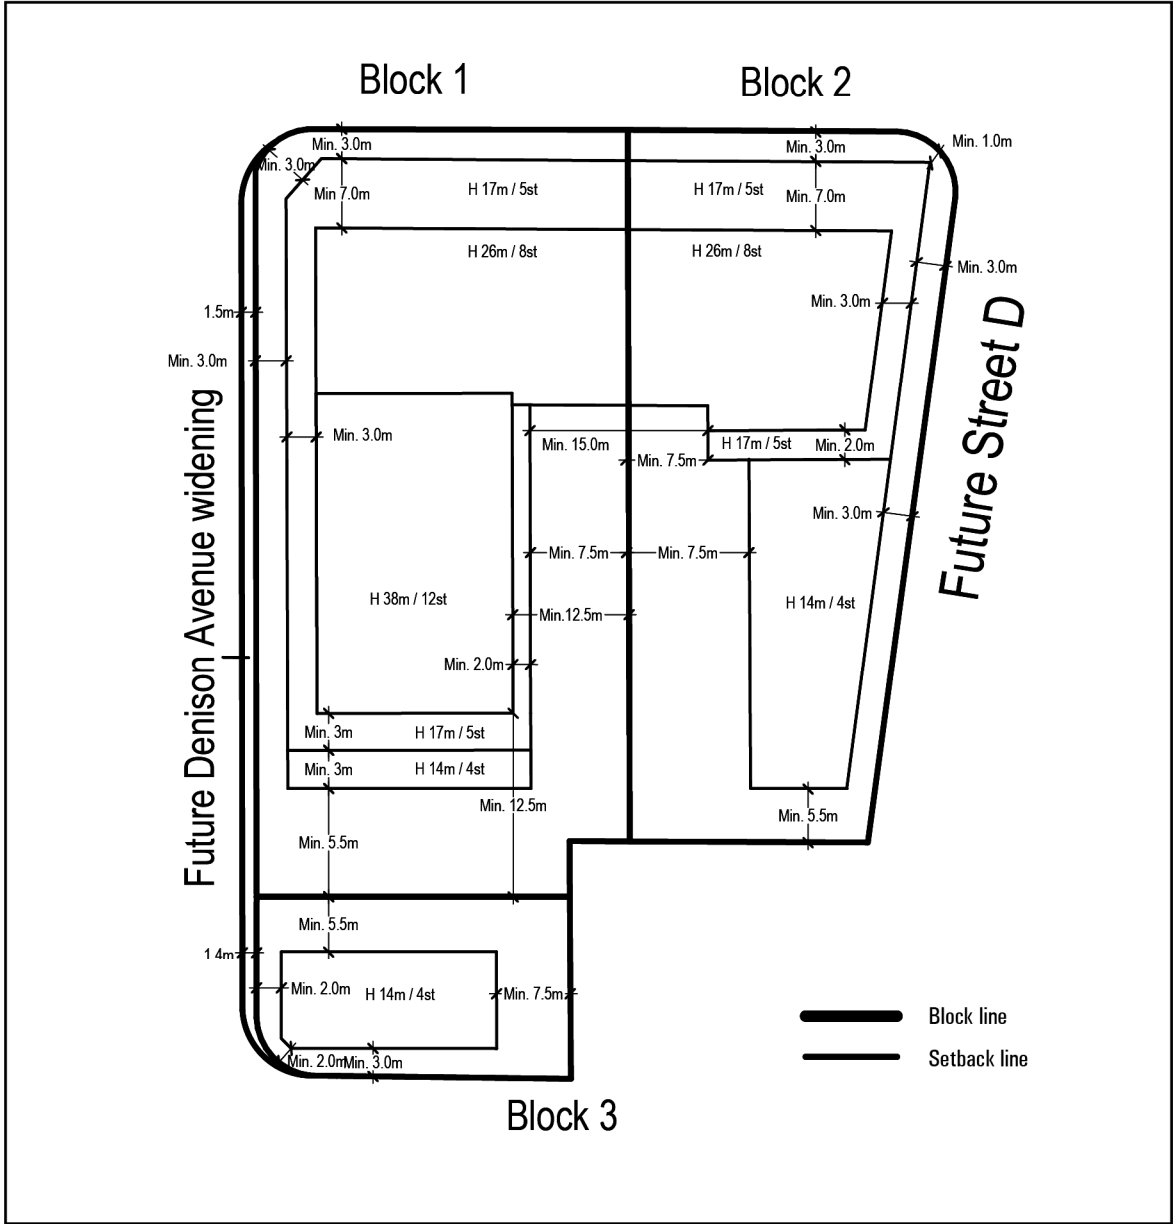 Block 1
Block 2
Min. 3.0m
Min. 3.0m
Min. 1.0m
Min. 3.0m
Min 7.0m
H 17m / 5st
H 17m / 5st
Min. 7.0m
H 26m / 8st
H 26m / 8st
Min. 3.0m
Min. 3.0m
1.5m
Min. 3.0m
Future Street D
Future Denison Avenue widening
Min. 3.0m
Min. 15.0m
H 17m / 5st
Min. 2.0m
Min. 7.5m
Min. 3.0m
Min. 7.5m
Min. 7.5m
H 38m / 12st
Min.12.5m
H 14m / 4st
Min. 2.0m
Min. 3m
H 17m / 5st
Min. 3m
H 14m / 4st
Min. 12.5m
Min. 5.5m
Min. 5.5m
Min. 5.5m
1 4m
Min. 2.0m
H 14m / 4st
Min. 7.5m
Min. 2.0m
Min. 3.0m
Block line
Setback line
Block 3